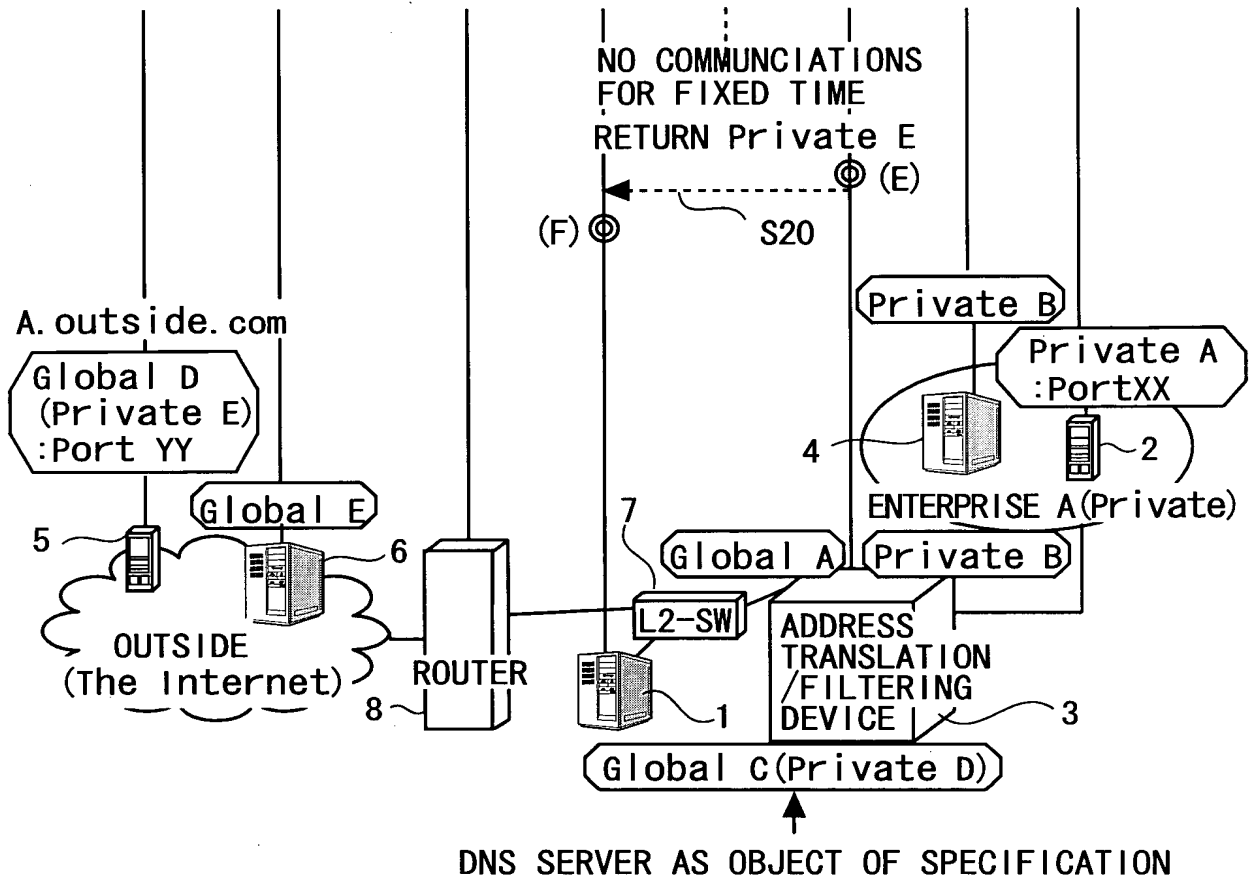 NO COMMUNCIATIONS
FOR FIXED TIME
RETURN Private E
(E)
S20
(F)
Private B
A.outside.com
Global D
(Private E)
:Port YY
Private A
:PortXX
4
2
ENTERPRISE A(Private)
Global E
5
6
7
Global A
Private B
L2-SW
ADDRESS
TRANSLATION
/FILTERING
DEVICE
OUTSIDE
(The Internet)
ROUTER
8
1
3
Global C(Private D)
DNS SERVER AS OBJECT OF SPECIFICATION